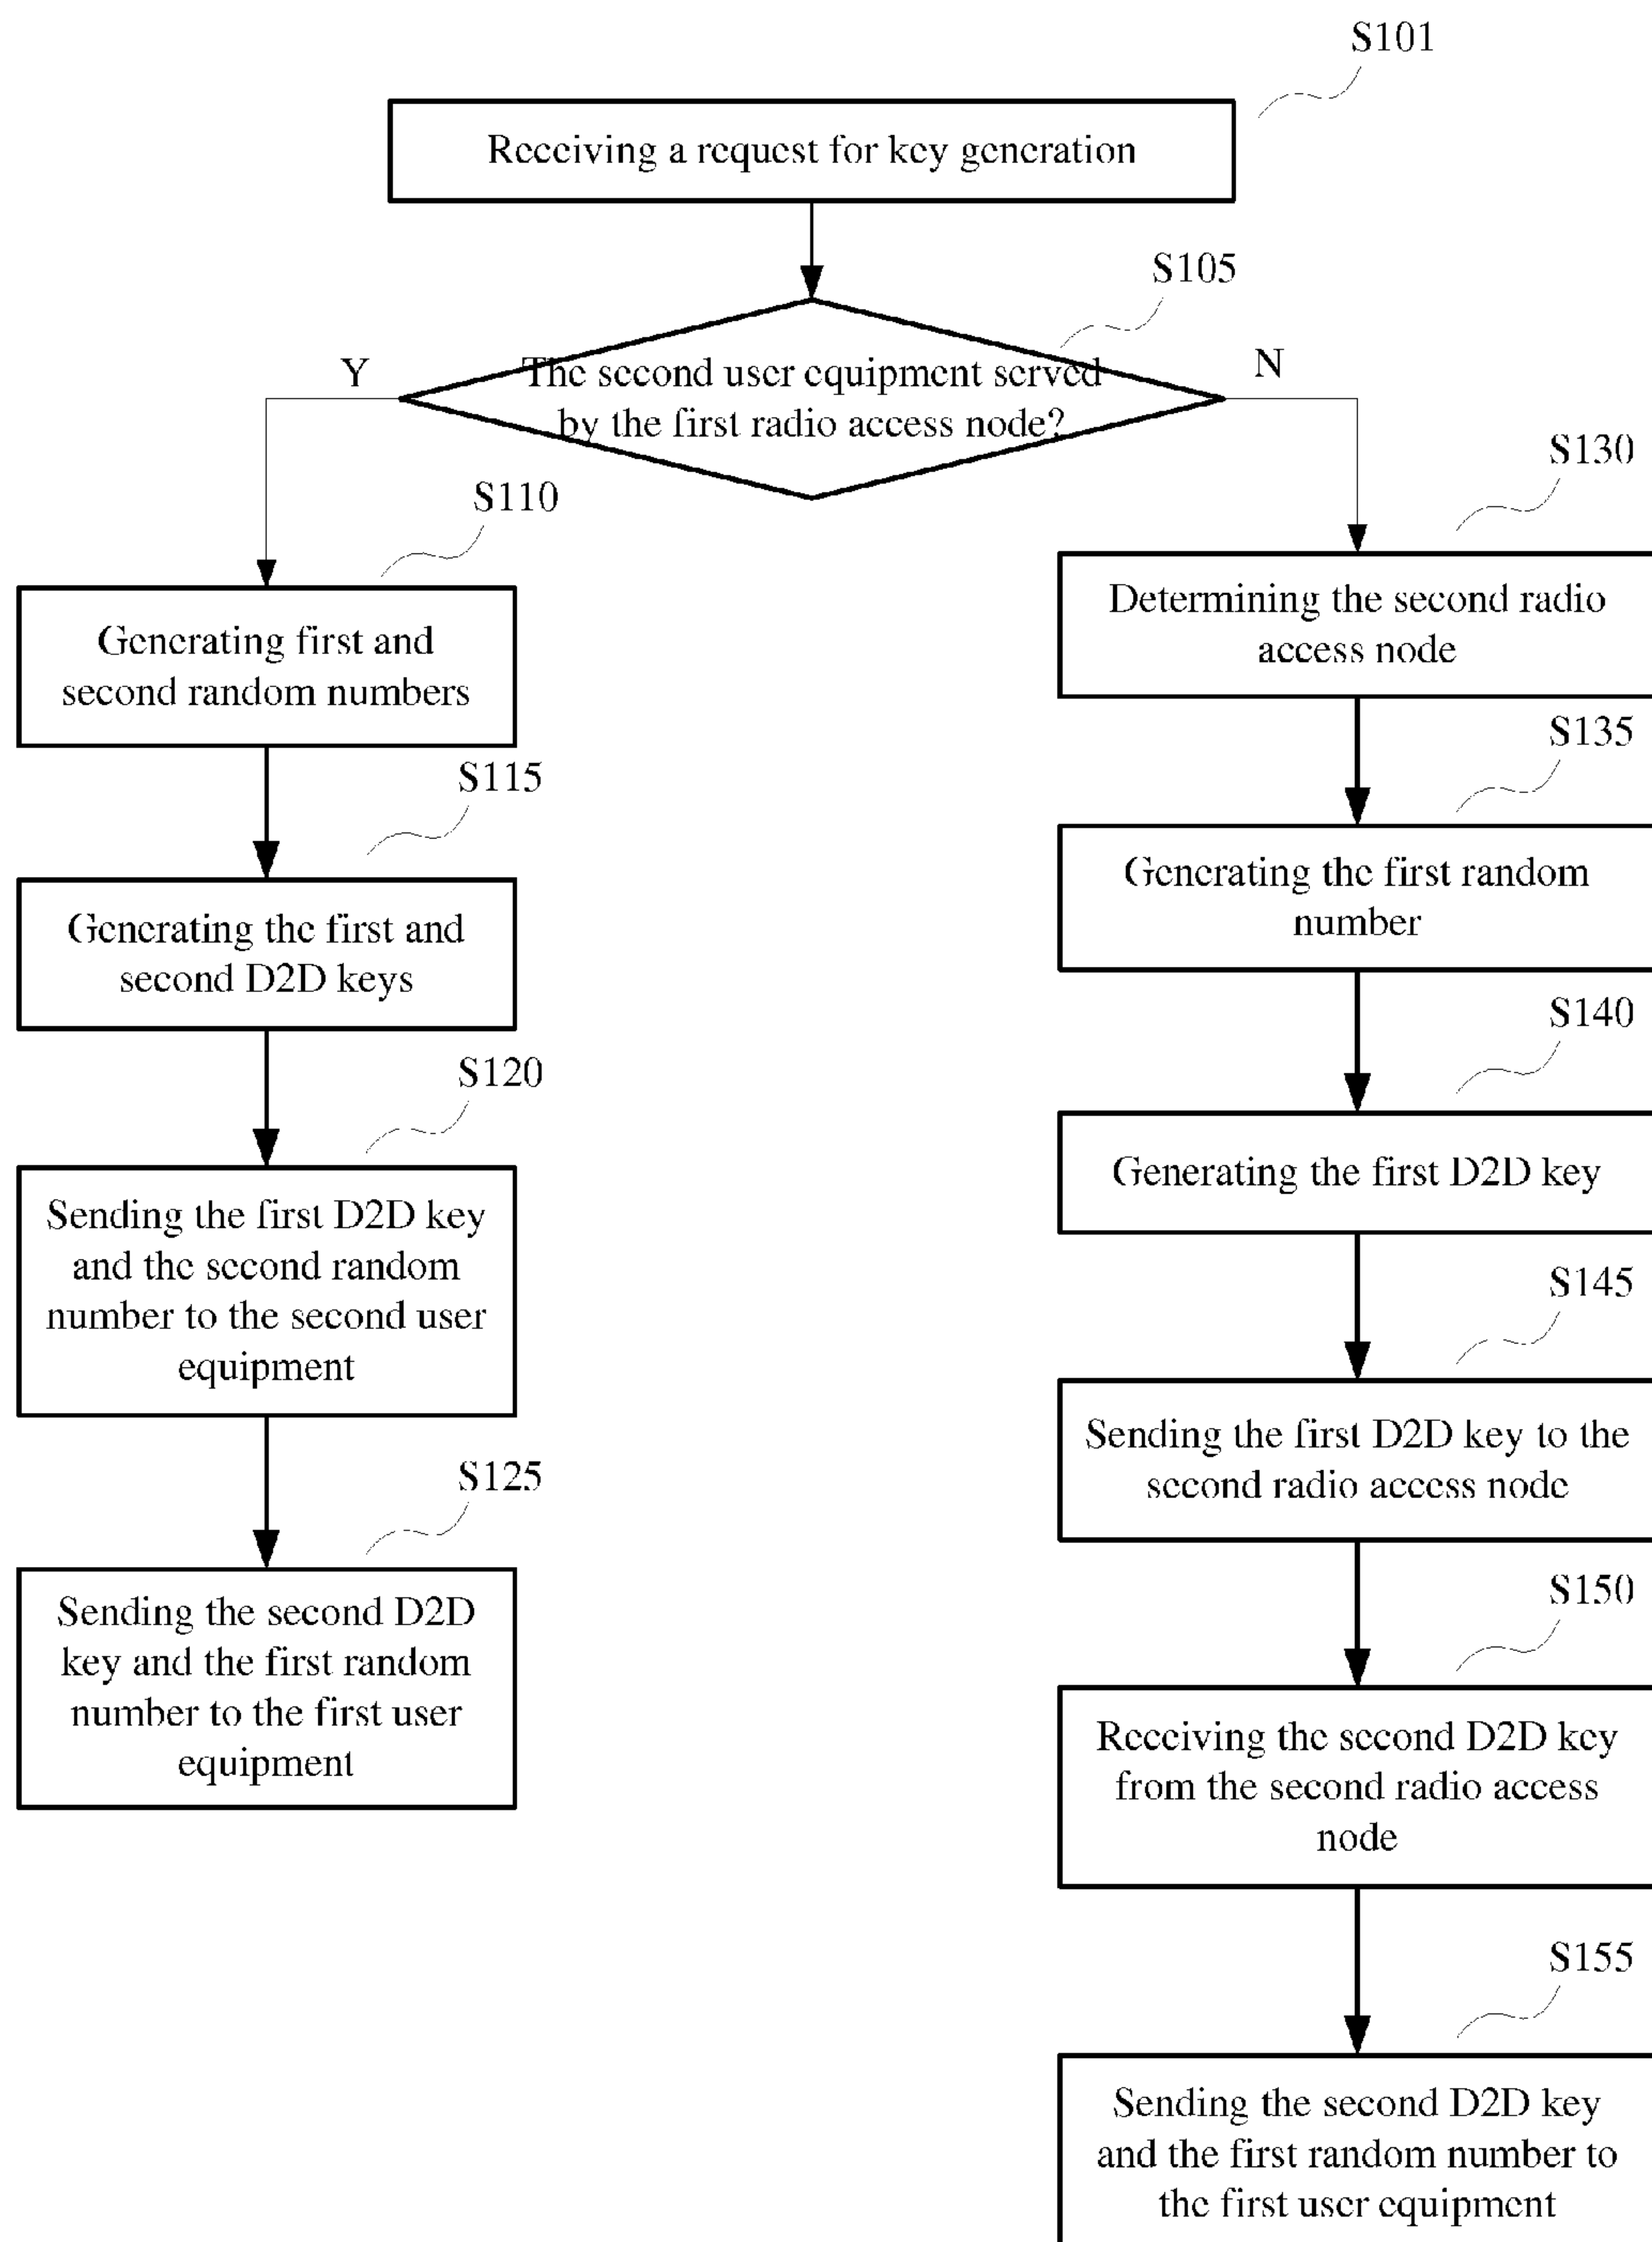 S101
Receiving a request for key generation
S105
Y
The second user equipment served
by the first radio access node?
N
S110
Generating first and
second random numbers
S115
Generating the first and
second D2D keys
S120
Sending the first D2D key
and the second random
number to the second user
equipment
S125
Sending the second D2D
key and the first random
number to the first user
equipment
S130
Determining the second radio
access node
S135
Generating the first random
number
S140
Generating the first D2D key
S145
Sending the first D2D key to the
second radio access node
S150
Receiving the second D2D key
from the second radio access
node
S155
Sending the second D2D key
and the first random number to
the first user equipment